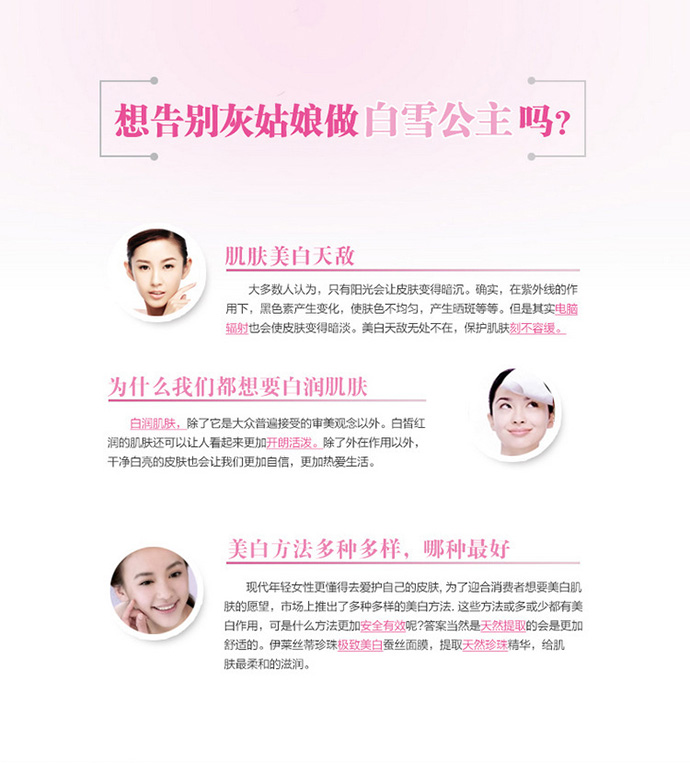 想告别灰姑娘做白雪公主吗?
肌肤美白天敌
大多数人认为，只有阳光会让皮肤变得暗沉。确实，在紫外线的作
用下，黑色素产生变化，使肤色不均匀，产生晒斑等等。但是其实电脑
辐射也会使皮肤变得暗淡。美白天敌无处不在，保护肌肤刻不容缓。
为什么我们都想要白润肌肤
白润肌肤，除了它是大众普遍接受的审美观念以外。白皙红
润的肌肤还可以让人看起来更加开朗活泼。除了外在作用以外，
干净白亮的皮肤也会让我们更加自信，更加热爱生活。
美白方法多种多样，哪种最好
现代年轻女性更懂得去爱护自己的皮肤, 为了迎合消费者想要美白肌
肤的愿望，市场上推出了多种多样的美白方法. 这些方法或多或少都有美
白作用，可是什么方法更加安全有效呢?答案当然是天然提取的会是更加
舒适的。伊莱丝蒂珍珠极致美白蚕丝面膜，提取天然珍珠精华，给肌
肤最柔和的滋润。